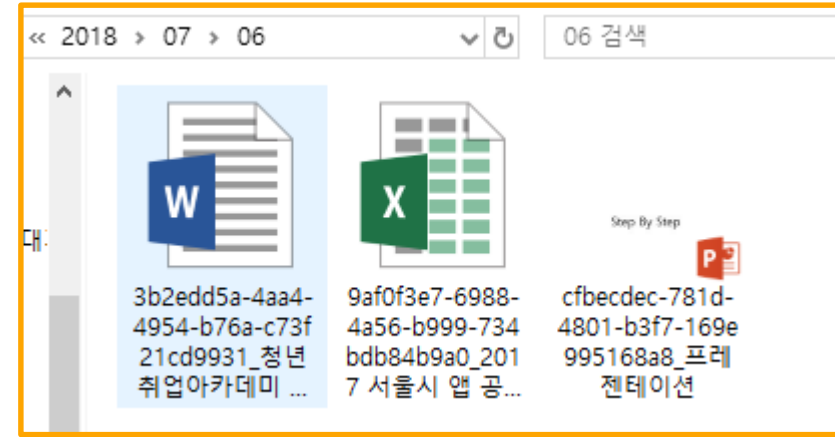 « 2018 > 07 > 06
06 검색
W
X
Step By Step
P
3b2edd5a-4aa4-
4954-b76a-c73f
21cd9931_청년
취업아카데미 ...
9af0f3e7-6988-
4a56-b999-734
bdb84b9a0_201
7 서울시 앱 공...
cfbecdec-781d-
4801-b3f7-169e
995168a8_프레
젠테이션